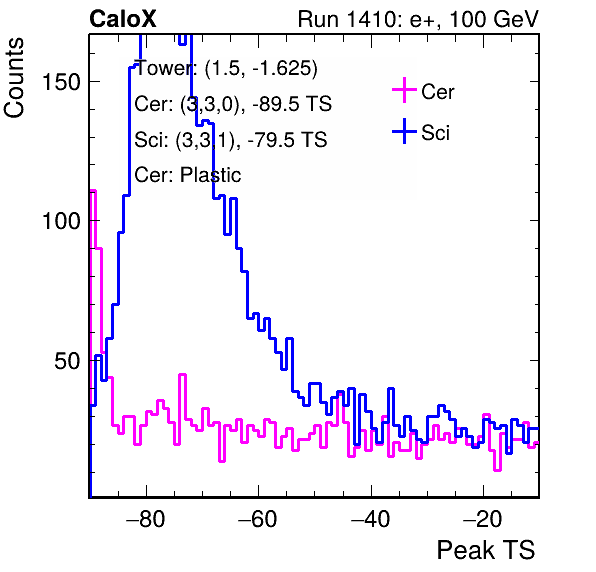 CaloX Run 1410: e+, 100 GeV
Counts
Tower: (1.5, -1.625)
Cer: (3,3,0), -89.5 TS
Sci: (3,3,1), -79.5 TS
Cer: Plastic
Cer
Sci
150
100
50
−80 −60 −40 −20
Peak TS